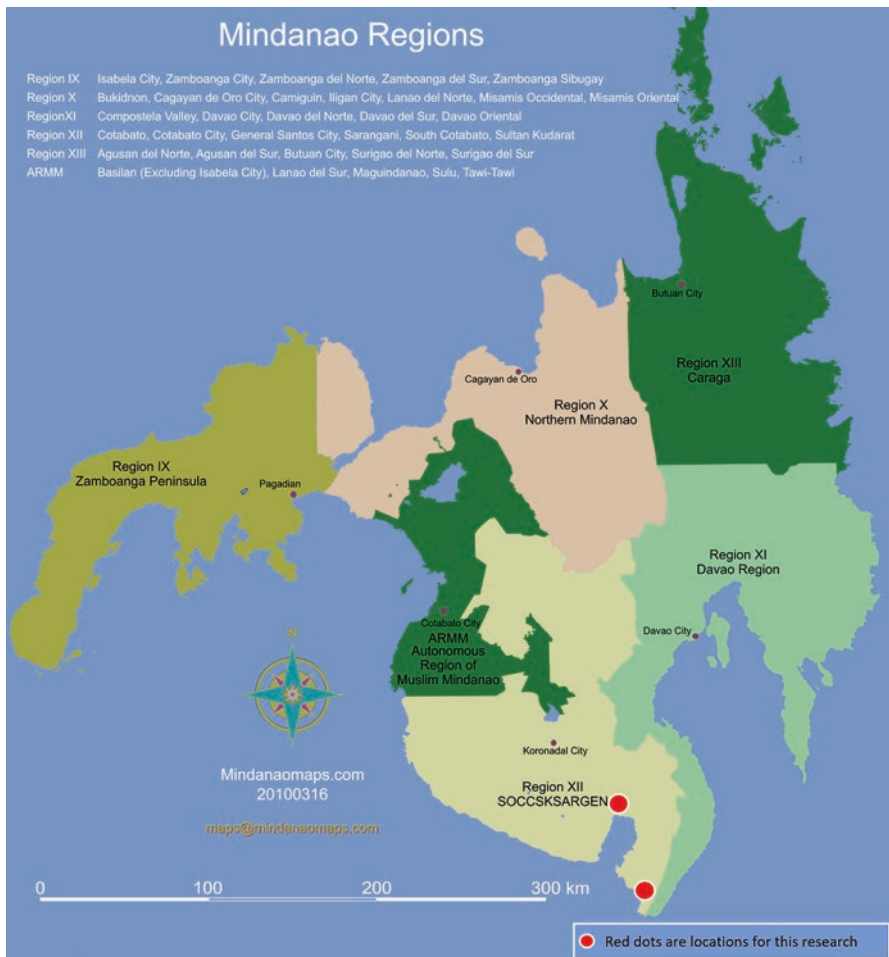 Mindanao Regions
Region IX Isabela City, Zamboanga City, Zamboanga del Norte, Zamboanga del Sur, Zamboanga Sibugay
Region X Bukidnon, Cagayan de Oro City, Camiguin, Iligan City, Lanao del Norte, Misamis Occidental, Misamis Oriental
RegionXI Compostela Valley, Davao City, Davao del Norte, Davao del Sur, Davao Oriental
Region XII Cotabato, Cotabato City, General Santos City, Sarangani, South Cotabato, Sultan Kudarat
Region XIII Agusan del Norte, Agusan del Sur, Butuan City, Surigao del Norte, Surigao del Sur
ARMM Basilan (Excluding Isabela City), Lanao del Sur, Maguindanao, Sulu, Tawi-Tawi
Butuan City
Region XIII
Caraga
Cagayan de Oro
Region X
Northern Mindanao
Region IX
Zamboanga Peninsula
Pagadian
Region XI
Davao Region
Cotabato City
ARMM
Autonomous
Region of
Muslim Mindanao
Davao City
N
Koronadal City
Mindanaomaps.com
20100316
Region XII
SOCCSKSARGEN
maps@mindanaomaps.com
0 100 200 300 km
Red dots are locations for this research